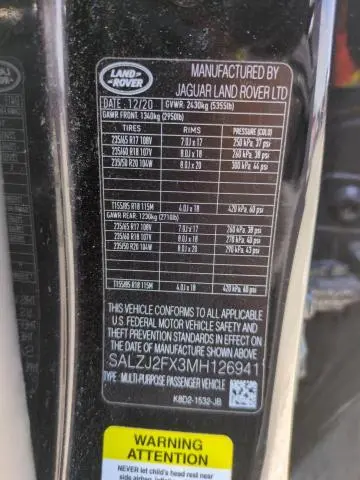 LAND ROVER
MANUFACTURED BY
JAGUAR LAND ROVER LTD
DATE: 12/20 GVWR: 2430kg (5355lb)
GAWR FRONT: 1340kg (2950lb)
TIRES RIMS PRESSURE (COLD)
235/65 R17 108V 7.0J x 17 250 kPa, 37 psi
235/60 R18 107V 8.0J x 18 260 kPa, 38 psi
235/50 R20 104W 8.0J x 20 300 kPa, 44 psi
T155/85 R18 115M 4.0J x 18 420 kPa, 60 psi
GAWR REAR: 1230kg (2710lb)
235/65 R17 108V 7.0J x 17 260 kPa, 38 psi
235/60 R18 107V 8.0J x 18 270 kPa, 40 psi
235/50 R20 104W 8.0J x 20 290 kPa, 43 psi
T155/85 R18 115M 4.0J x 18 420 kPa, 60 psi
THIS VEHICLE CONFORMS TO ALL APPLICABLE
U.S. FEDERAL MOTOR VEHICLE SAFETY AND
THEFT PREVENTION STANDARDS IN EFFECT ON
THE DATE OF MANUFACTURE SHOWN ABOVE.
SALZJ2FX3MH126941
TYPE: MULTI-PURPOSE PASSENGER VEHICLE
K8D2-1532-JB
WARNING
ATTENTION
NEVER let child's head rest near